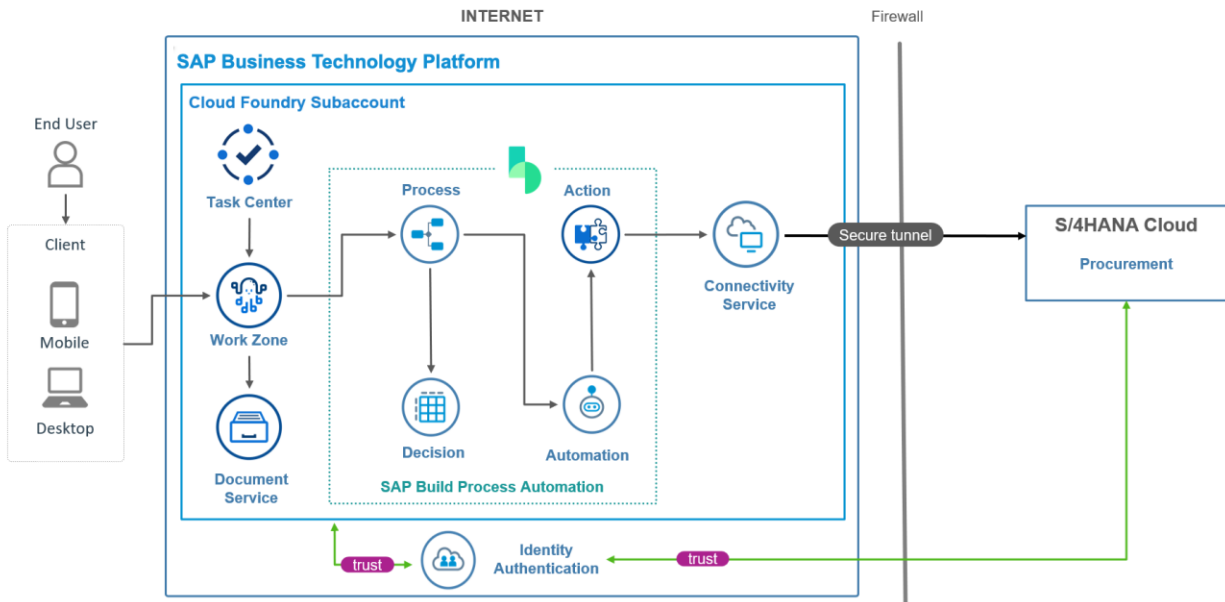 INTERNET
Firewall
SAP Business Technology Platform
Cloud Foundry Subaccount
End User
Client
Mobile
Desktop
Task Center
Work Zone
Document
Service
Process
Action
Decision
Automation
SAP Build Process Automation
Connectivity
Service
Secure tunnel
S/4HANA Cloud
Procurement
trust
Identity
Authentication
trust